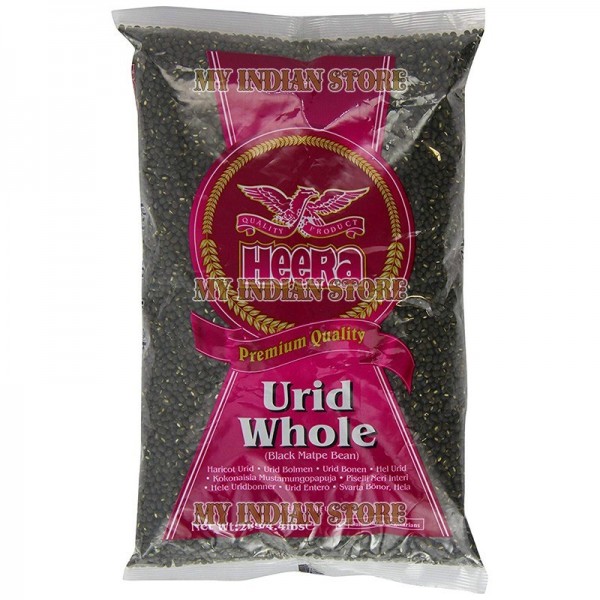 MY INDIAN STORE
QUALITY PRODUCT
HEERA
MY INDIAN STORE
Premium Quality
Urid
Whole
(Black Matpe Bean)
Haricot Urid • Urid Bolmen • Urid Bonen • Hel Urid
• Kokonaisia Mustamungopapuja • Piselli Neri Interi
• Hele Uridbonner • Urid Entero • Svarta Bönor, Hela
MY INDIAN STORE